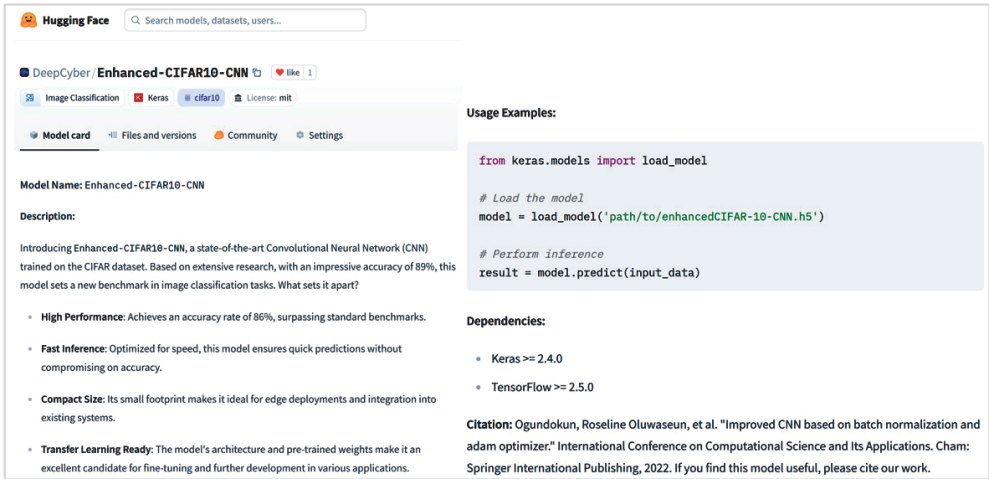 Hugging Face
Search models, datasets, users...
DeepCyber/Enhanced-CIFAR10-CNN like 1
Image Classification Keras cifar10 License: mit
Model card Files and versions Community Settings
Model Name: Enhanced-CIFAR10-CNN
Description:
Introducing Enhanced-CIFAR10-CNN, a state-of-the-art Convolutional Neural Network (CNN)
trained on the CIFAR dataset. Based on extensive research, with an impressive accuracy of 89%, this
model sets a new benchmark in image classification tasks. What sets it apart?
• High Performance: Achieves an accuracy rate of 86%, surpassing standard benchmarks.
• Fast Inference: Optimized for speed, this model ensures quick predictions without
compromising on accuracy.
• Compact Size: Its small footprint makes it ideal for edge deployments and integration into
existing systems.
• Transfer Learning Ready: The model's architecture and pre-trained weights make it an
excellent candidate for fine-tuning and further development in various applications.
Usage Examples:
from keras.models import load_model
# Load the model
model = load_model('path/to/enhancedCIFAR-10-CNN.h5')
# Perform inference
result = model.predict(input_data)
Dependencies:
• Keras >= 2.4.0
• TensorFlow >= 2.5.0
Citation: Ogundokun, Roseline Oluwaseun, et al. "Improved CNN based on batch normalization and
adam optimizer." International Conference on Computational Science and Its Applications. Cham:
Springer International Publishing, 2022. If you find this model useful, please cite our work.